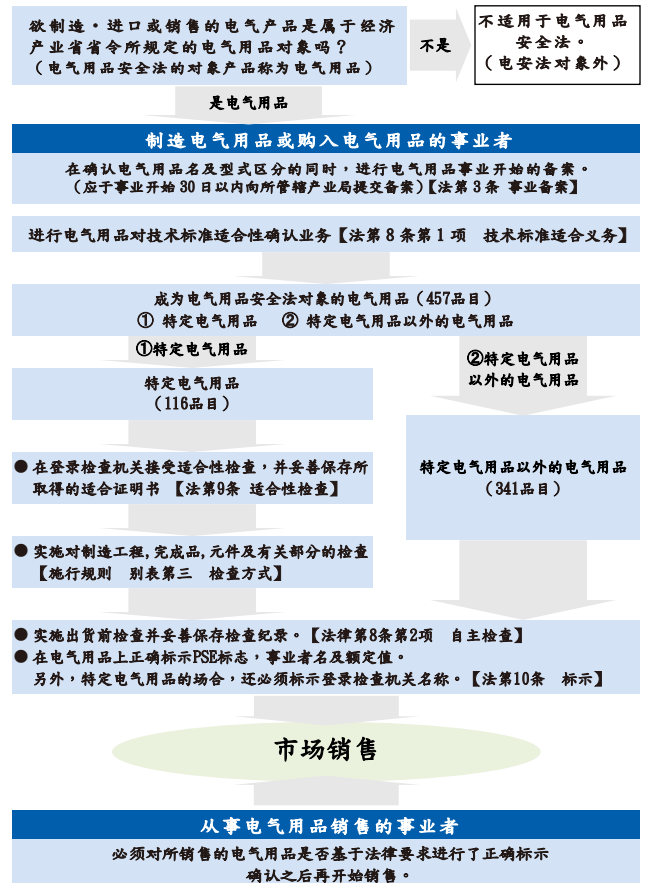 欲制造・进口或销售的电气产品是属于经济
产业省省令所规定的电气用品对象吗？
（电气用品安全法的对象产品称为电气用品）
不是
不适用于电气用品
安全法。
（电安法对象外）
是电气用品
制造电气用品或购入电气用品的事业者
在确认电气用品名及型式区分的同时，进行电气用品事业开始的备案。
（应于事业开始 30 日以内向所管辖产业局提交备案）【法第 3 条 事业备案】
进行电气用品对技术标准适合性确认业务【法第 8 条第 1 项　技术标准适合义务】
成为电气用品安全法对象的电气用品（457品目）
① 特定电气用品　② 特定电气用品以外的电气用品
①特定电气用品
②特定电气用品
以外的电气用品
特定电气用品
（116品目）
特定电气用品以外的电气用品
（341品目）
● 在登录检查机关接受适合性检查，并妥善保存所
取得的适合证明书 【法第9条 适合性检查】
● 实施对制造工程,完成品,元件及有关部分的检查
【施行规则　别表第三　检查方式】
● 实施出货前检查并妥善保存检查纪录。【法律第8条第2项　自主检查】
● 在电气用品上正确标示PSE标志，事业者名及额定值。
另外，特定电气用品的场合，还必须标示登录检查机关名称。【法第10条　标示】
市场销售
从事电气用品销售的事业者
必须对所销售的电气用品是否基于法律要求进行了正确标示
确认之后再开始销售。